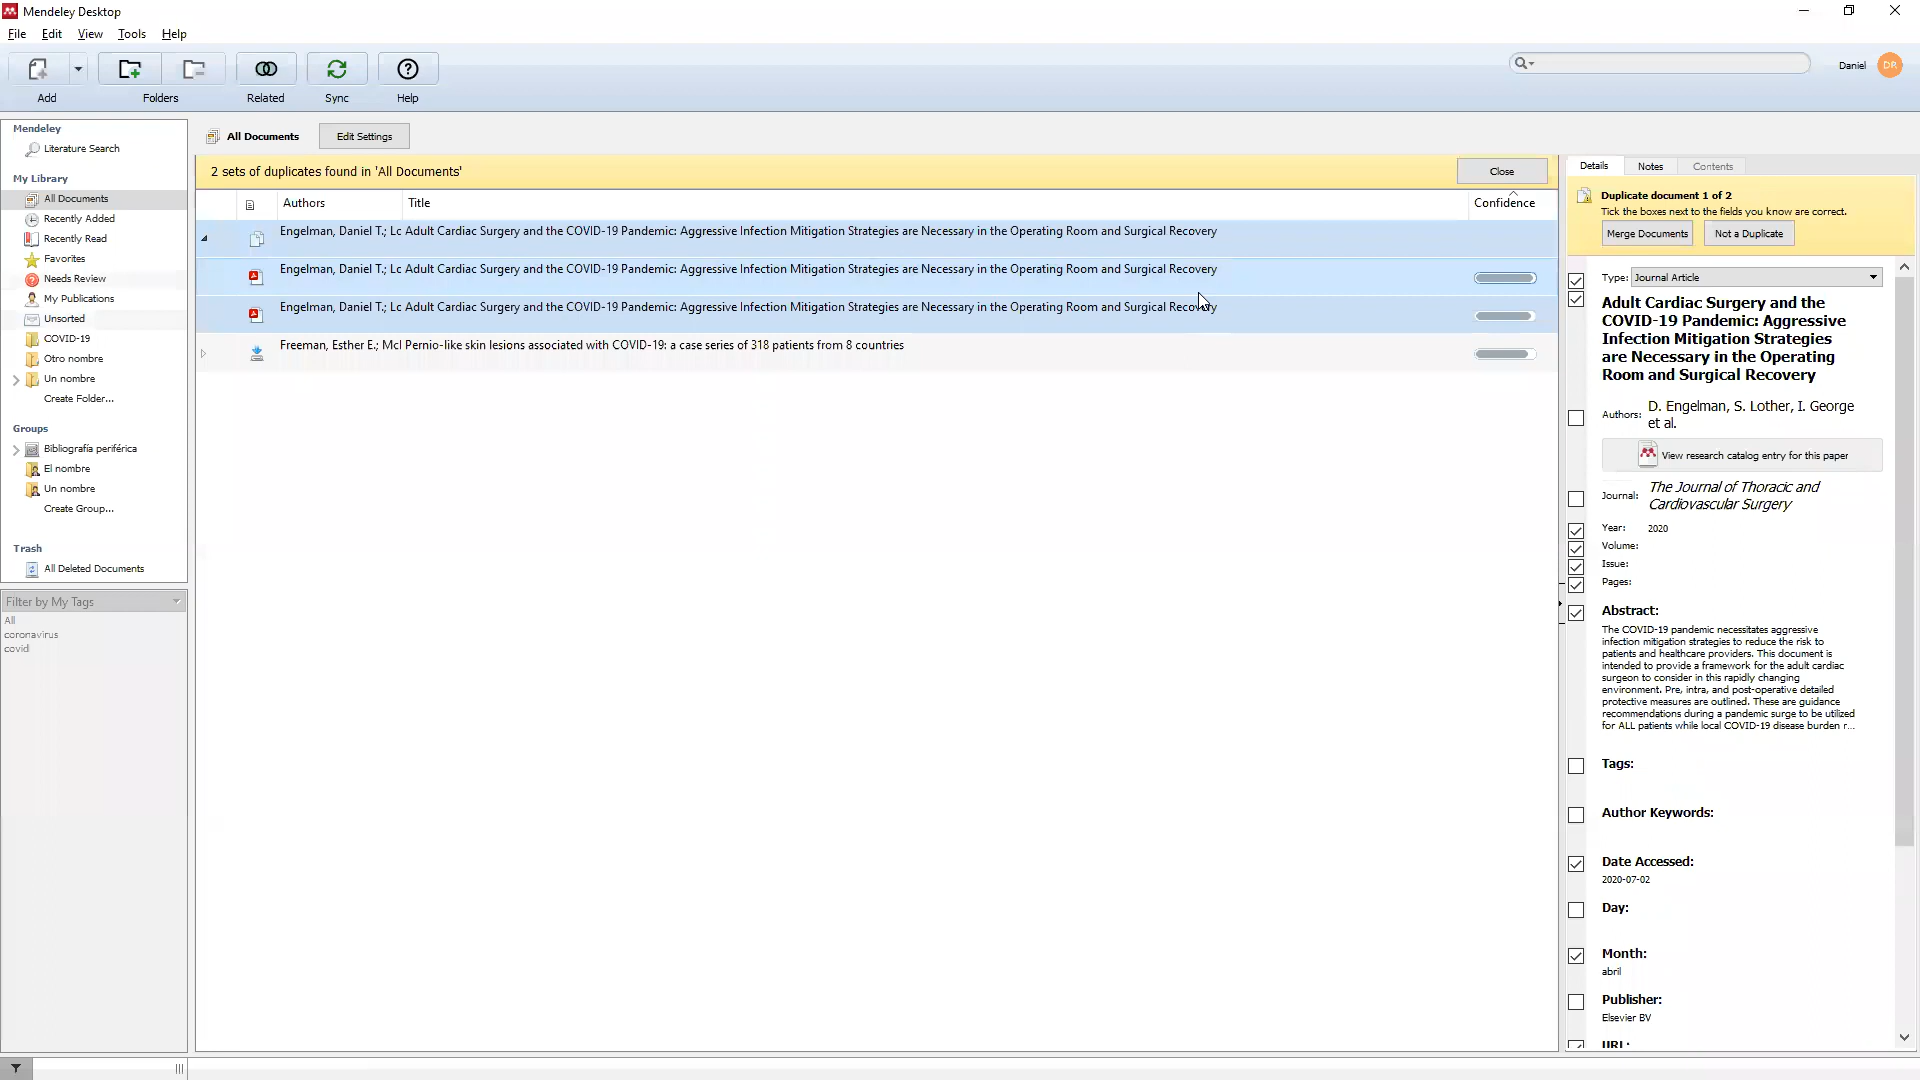 Mendeley Desktop
File Edit View Tools Help
Daniel DR
Add Folders Related Sync Help
Mendeley
Literature Search
My Library
All Documents
Recently Added
Recently Read
Favorites
Needs Review
My Publications
Unsorted
COVID-19
Otro nombre
Un nombre
Create Folder...
Groups
Bibliografía periférica
El nombre
Un nombre
Create Group...
Trash
All Deleted Documents
Filter by My Tags
All
coronavirus
covid
All Documents Edit Settings
2 sets of duplicates found in 'All Documents' Close
Authors Title Confidence
Engelman, Daniel T.; Lc Adult Cardiac Surgery and the COVID-19 Pandemic: Aggressive Infection Mitigation Strategies are Necessary in the Operating Room and Surgical Recovery
Engelman, Daniel T.; Lc Adult Cardiac Surgery and the COVID-19 Pandemic: Aggressive Infection Mitigation Strategies are Necessary in the Operating Room and Surgical Recovery
Engelman, Daniel T.; Lc Adult Cardiac Surgery and the COVID-19 Pandemic: Aggressive Infection Mitigation Strategies are Necessary in the Operating Room and Surgical Recovery
Freeman, Esther E.; McI Pernio-like skin lesions associated with COVID-19: a case series of 318 patients from 8 countries
Details Notes Contents
Duplicate document 1 of 2
Tick the boxes next to the fields you know are correct.
Merge Documents Not a Duplicate
Type: Journal Article
Adult Cardiac Surgery and the
COVID-19 Pandemic: Aggressive
Infection Mitigation Strategies
are Necessary in the Operating
Room and Surgical Recovery
Authors: D. Engelman, S. Lother, I. George
et al.
View research catalog entry for this paper
Journal: The Journal of Thoracic and
Cardiovascular Surgery
Year: 2020
Volume:
Issue:
Pages:
Abstract:
The COVID-19 pandemic necessitates aggressive
infection mitigation strategies to reduce the risk to
patients and healthcare providers. This document is
intended to provide a framework for the adult cardiac
surgeon to consider in this rapidly changing
environment. Pre, intra, and post-operative detailed
protective measures are outlined. These are guidance
recommendations during a pandemic surge to be utilized
for ALL patients while local COVID-19 disease burden r...
Tags:
Author Keywords:
Date Accessed:
2020-07-02
Day:
Month:
abril
Publisher:
Elsevier BV
URL: